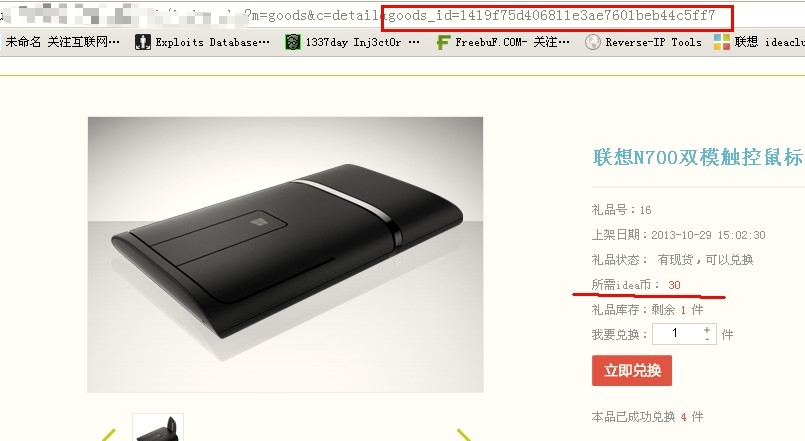 ?m=goods&c=detail&goods_id=1419f75d406811e3ae7601beb44c5ff7
未命名 关注互联网… Exploits Database… 1337day Inj3ct0r … FreebuF.COM- 关注… Reverse-IP Tools 联想 ideaclu
联想N700双模触控鼠标
礼品号：16
上架日期：2013-10-29 15:02:30
礼品状态： 有现货，可以兑换
所需idea币： 30
礼品库存：剩余 1 件
我要兑换： 1 + - 件
立即兑换
本品已成功兑换 4 件